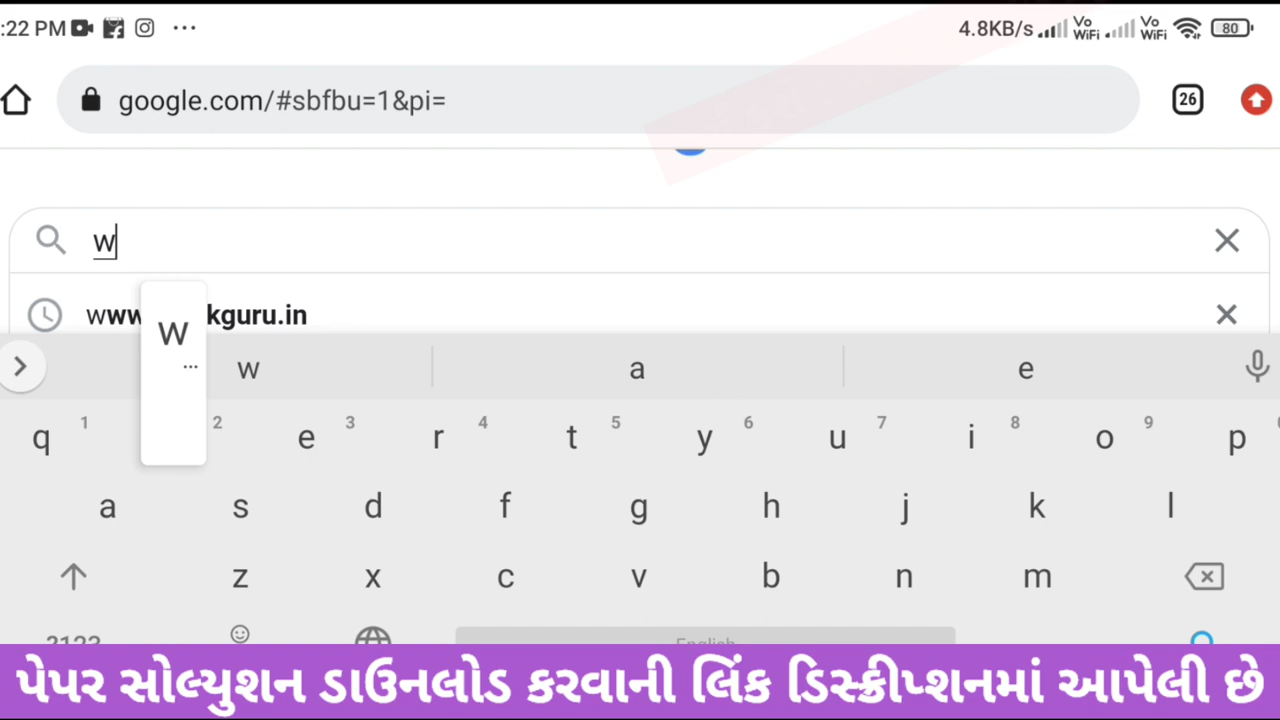 :22 PM ... 4.8KB/s Vo WiFi Vo WiFi 80
google.com/#sbfbu=1&pi= 26
w
kguru.in
W
...
w a e
q 1 2 e 3 r 4 t 5 y 6 u 7 i 8 o 9 p
a s d f g h j k l
z x c v b n m
English
પેપર સોલ્યુશન ડાઉનલોડ કરવાની લિંક ડિસ્ક્રીપ્શનમાં આપેલી છે